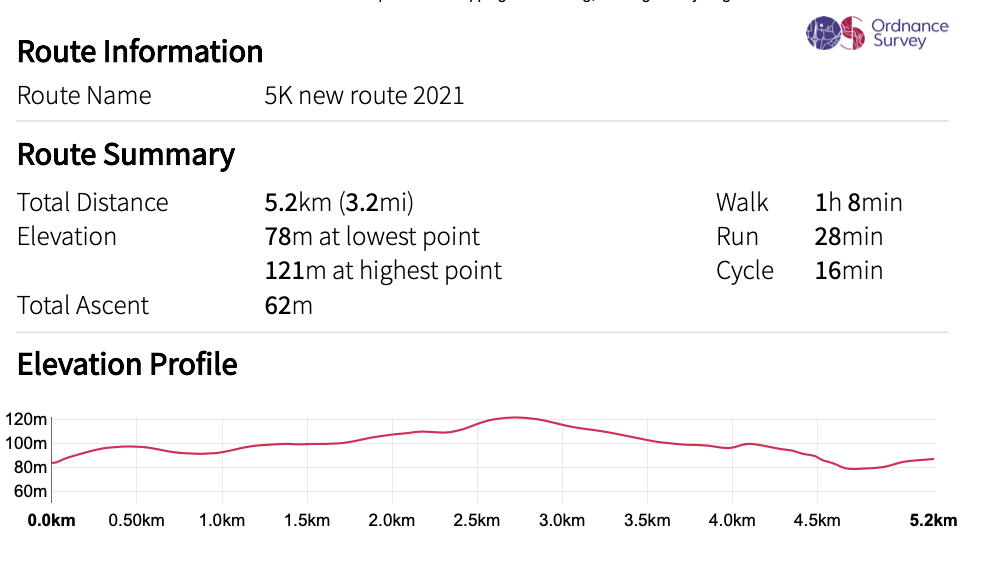 Ordnance
Survey
Route Information
Route Name 5K new route 2021
Route Summary
Total Distance 5.2km (3.2mi) Walk 1h 8min
Elevation 78m at lowest point Run 28min
121m at highest point Cycle 16min
Total Ascent 62m
Elevation Profile
120m
100m
80m
60m
0.0km 0.50km 1.0km 1.5km 2.0km 2.5km 3.0km 3.5km 4.0km 4.5km 5.2km